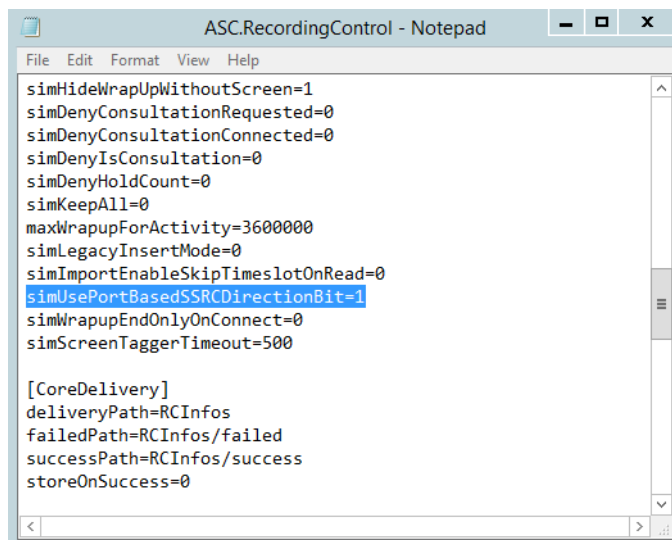 ASC.RecordingControl - Notepad
File Edit Format View Help
simHideWrapUpWithoutScreen=1
simDenyConsultationRequested=0
simDenyConsultationConnected=0
simDenyIsConsultation=0
simDenyHoldCount=0
simKeepAll=0
maxWrapupForActivity=3600000
simLegacyInsertMode=0
simImportEnableSkipTimeslotOnRead=0
simUsePortBasedSSRCDirectionBit=1
simWrapupEndOnlyOnConnect=0
simScreenTaggerTimeout=500
[CoreDelivery]
deliveryPath=RCInfos
failedPath=RCInfos/failed
successPath=RCInfos/success
storeOnSuccess=0